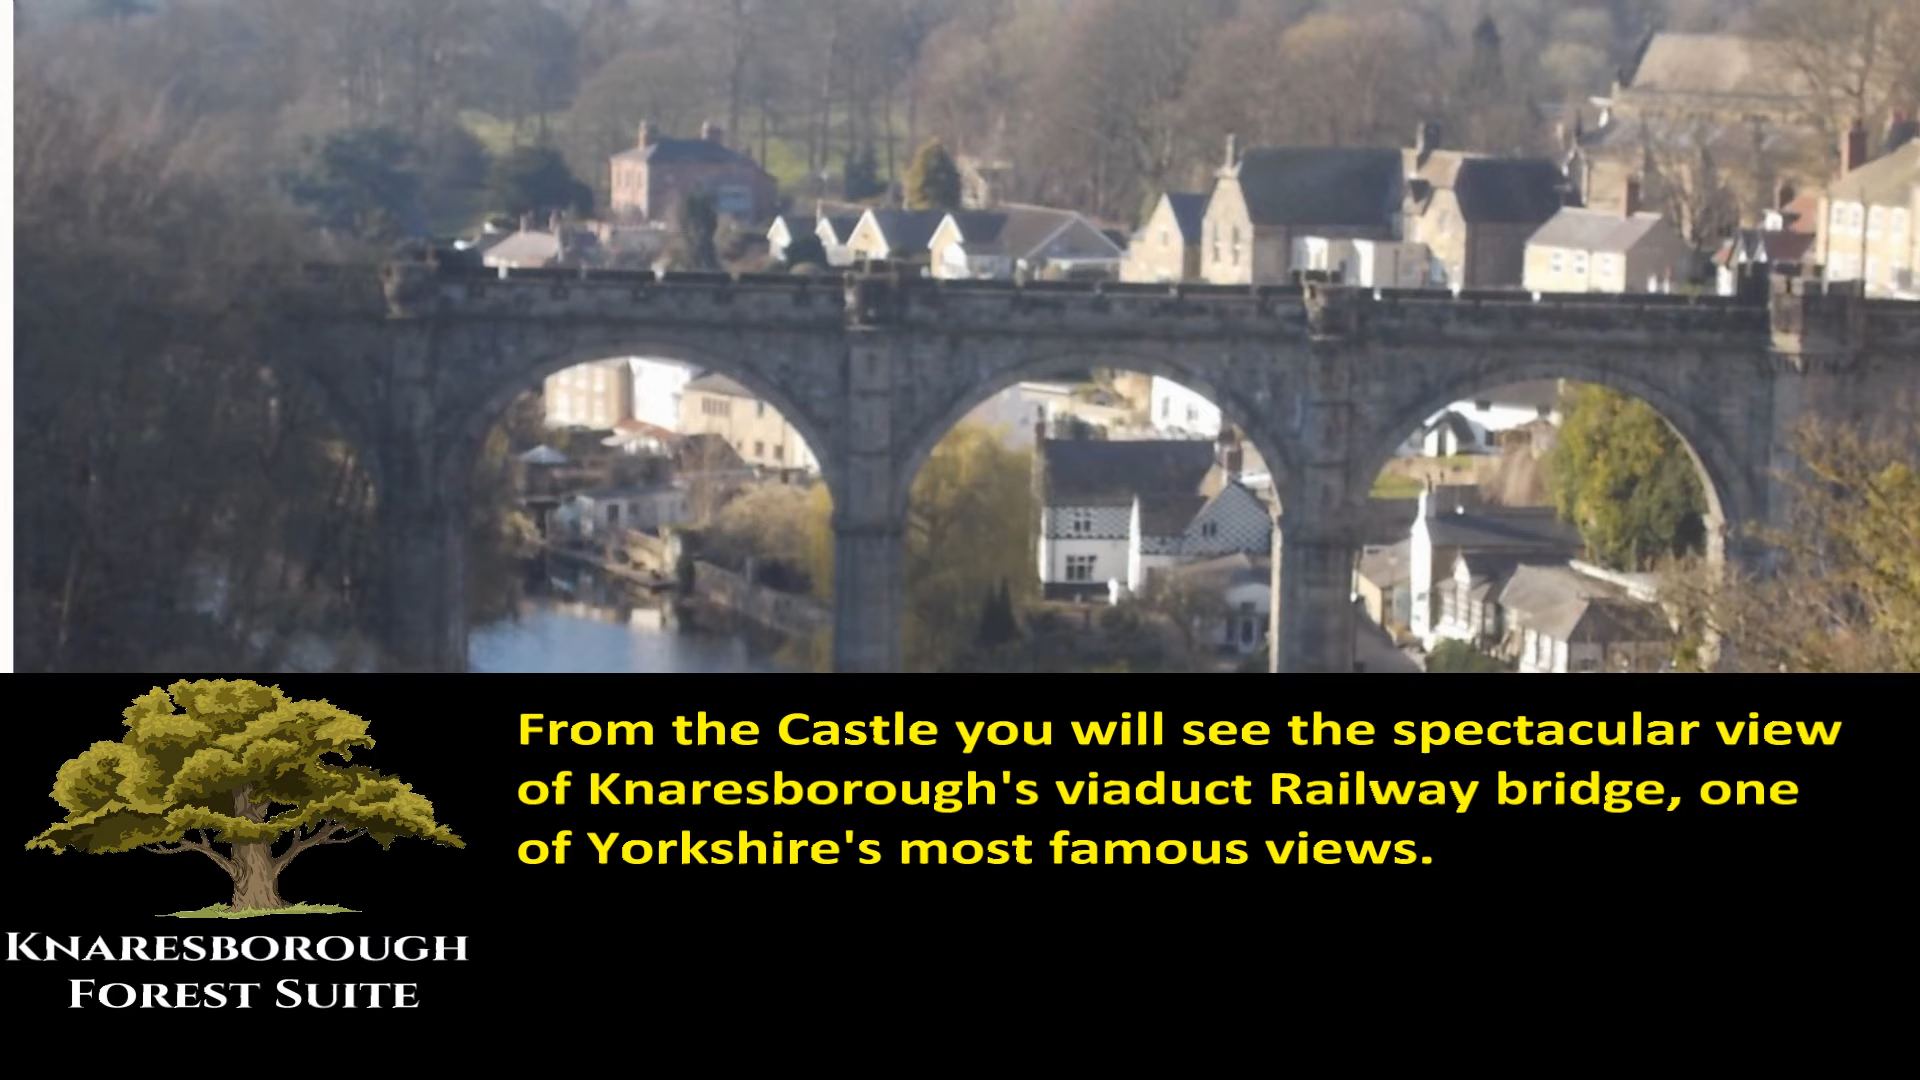 From the Castle you will see the spectacular view
of Knaresborough's viaduct Railway bridge, one
of Yorkshire's most famous views.
KNARESBOROUGH
FOREST SUITE